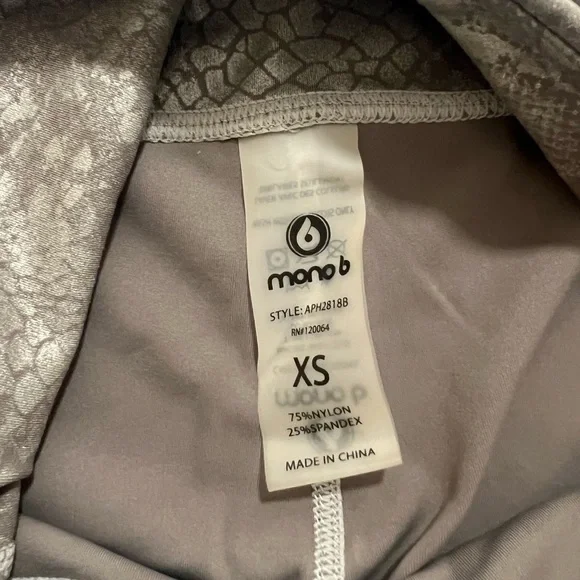 mono b
STYLE: APH2818B
RN#120064
XS
75%NYLON
25%SPANDEX
MADE IN CHINA